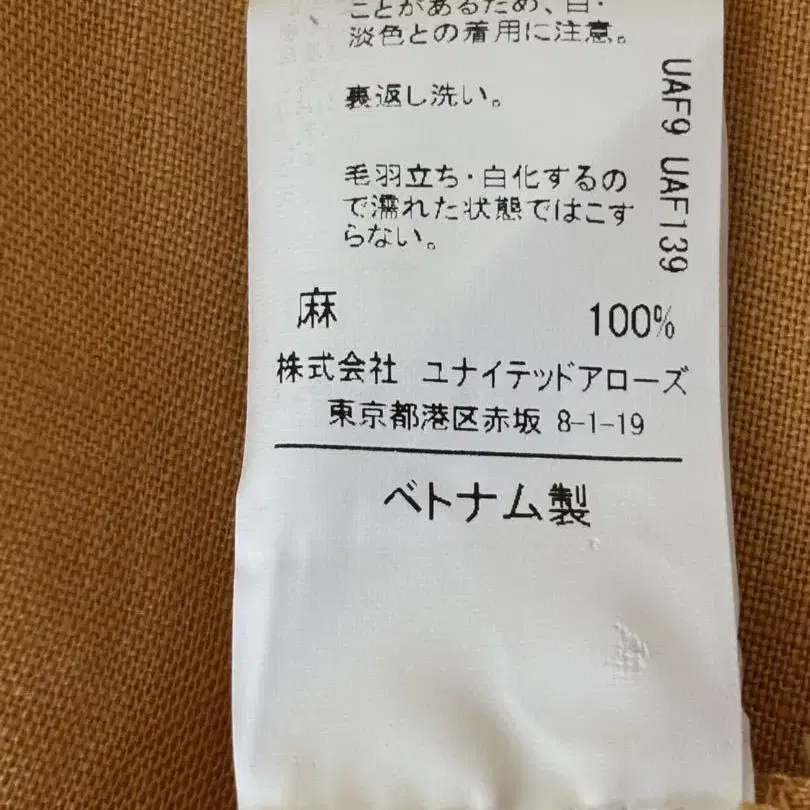 ことがあるため、白・
淡色との着用に注意。
裏返し洗い。
毛羽立ち・白化するの
で濡れた状態ではこす
らない。
UAF9 UAF139
麻 100%
株式会社 ユナイテッドアローズ
東京都港区赤坂 8-1-19
ベトナム製